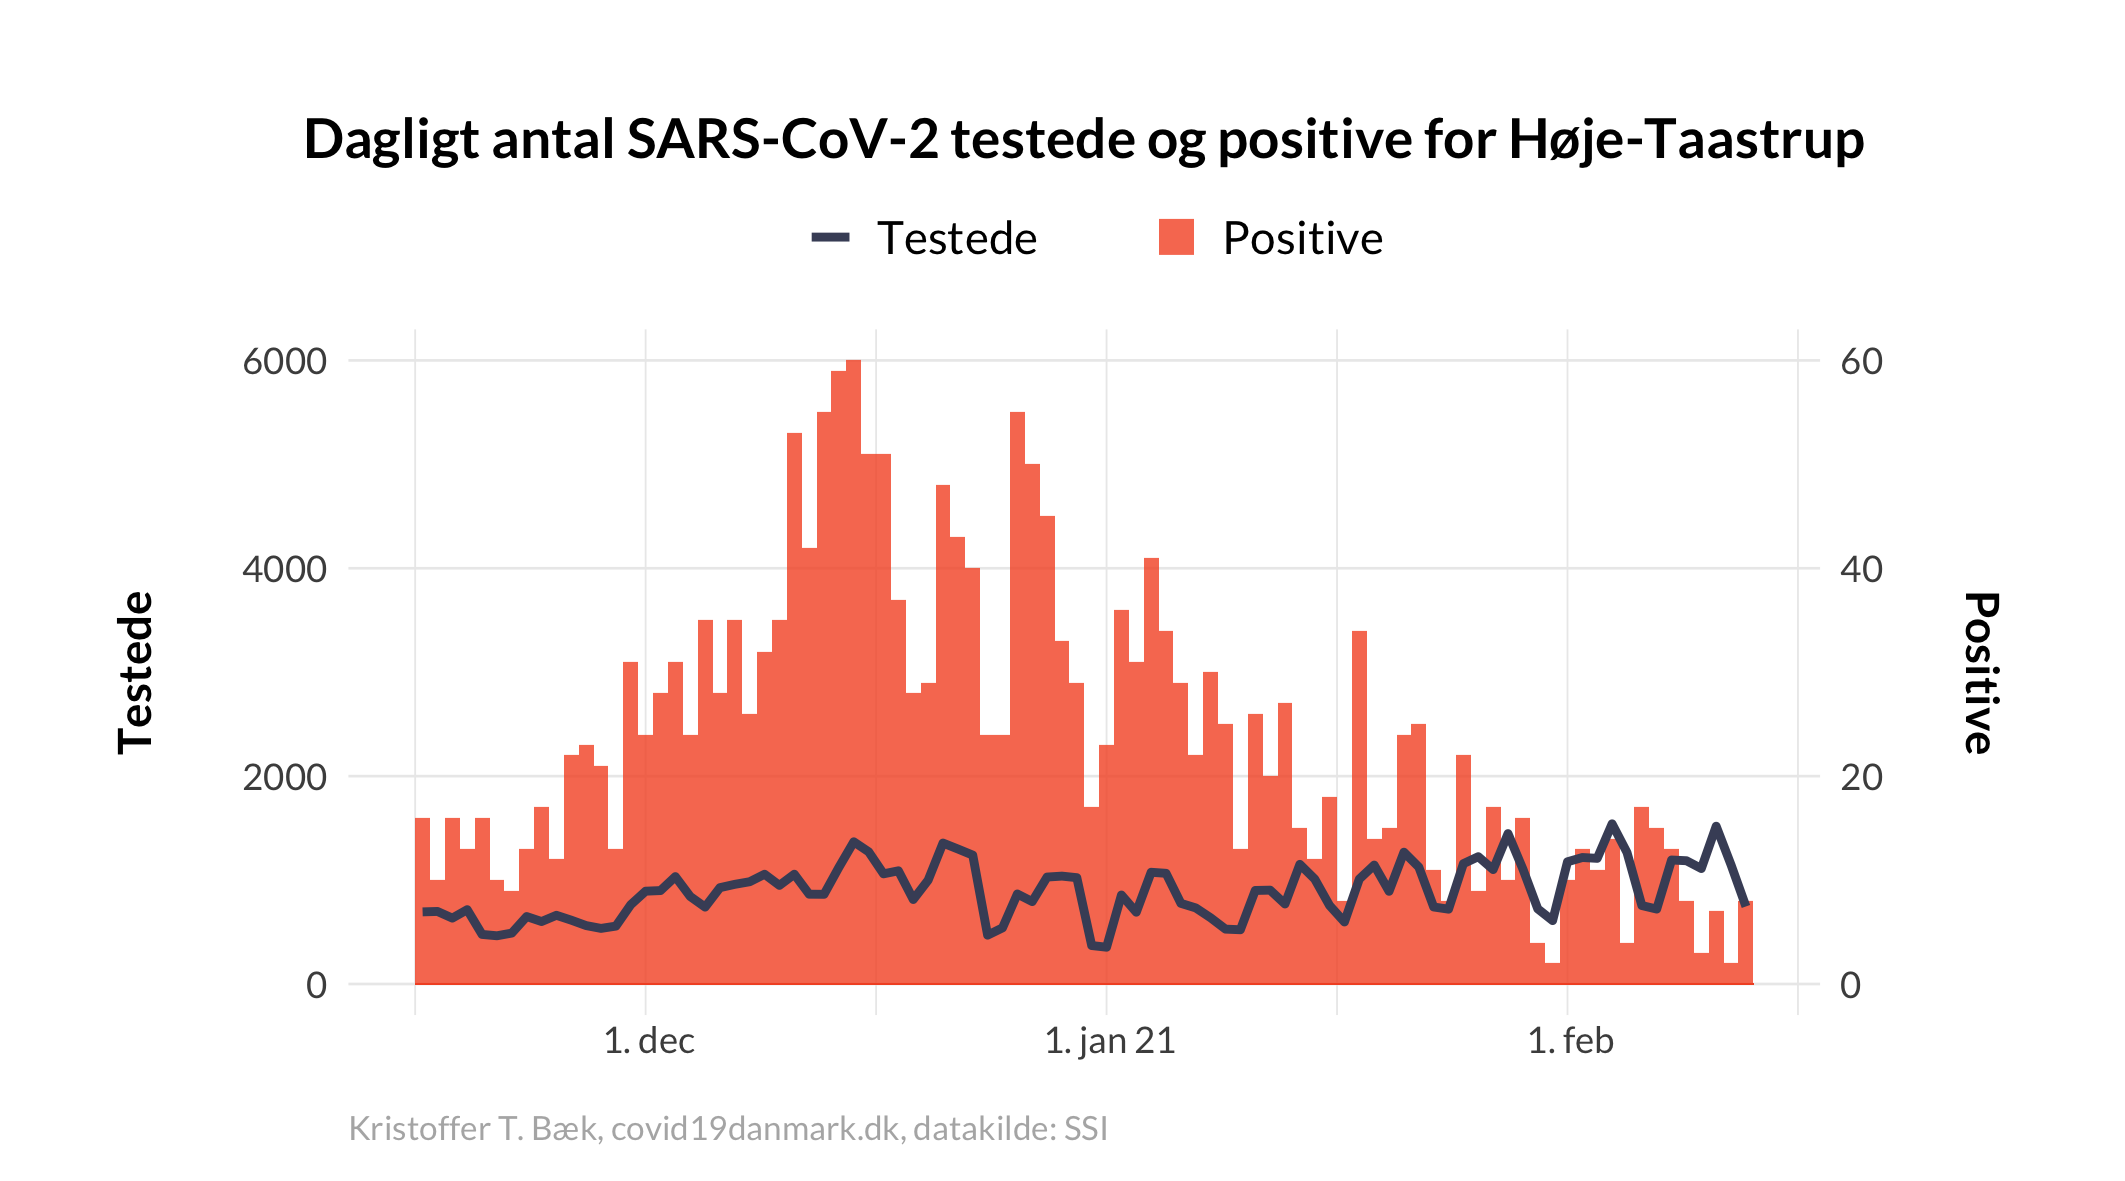 Dagligt antal SARS-CoV-2 testede og positive for Høje-Taastrup
Testede Positive
6000 60
4000 40
2000 20
0 0
Testede
Positive
1. dec 1. jan 21 1. feb
Kristoffer T. Bæk, covid19danmark.dk, datakilde: SSI